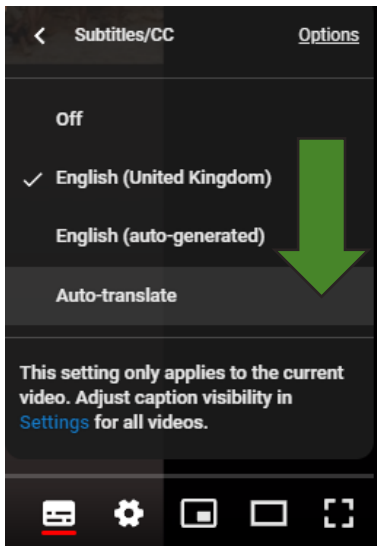 Subtitles/CC Options
Off
English (United Kingdom)
English (auto-generated)
Auto-translate
This setting only applies to the current
video. Adjust caption visibility in
Settings for all videos.